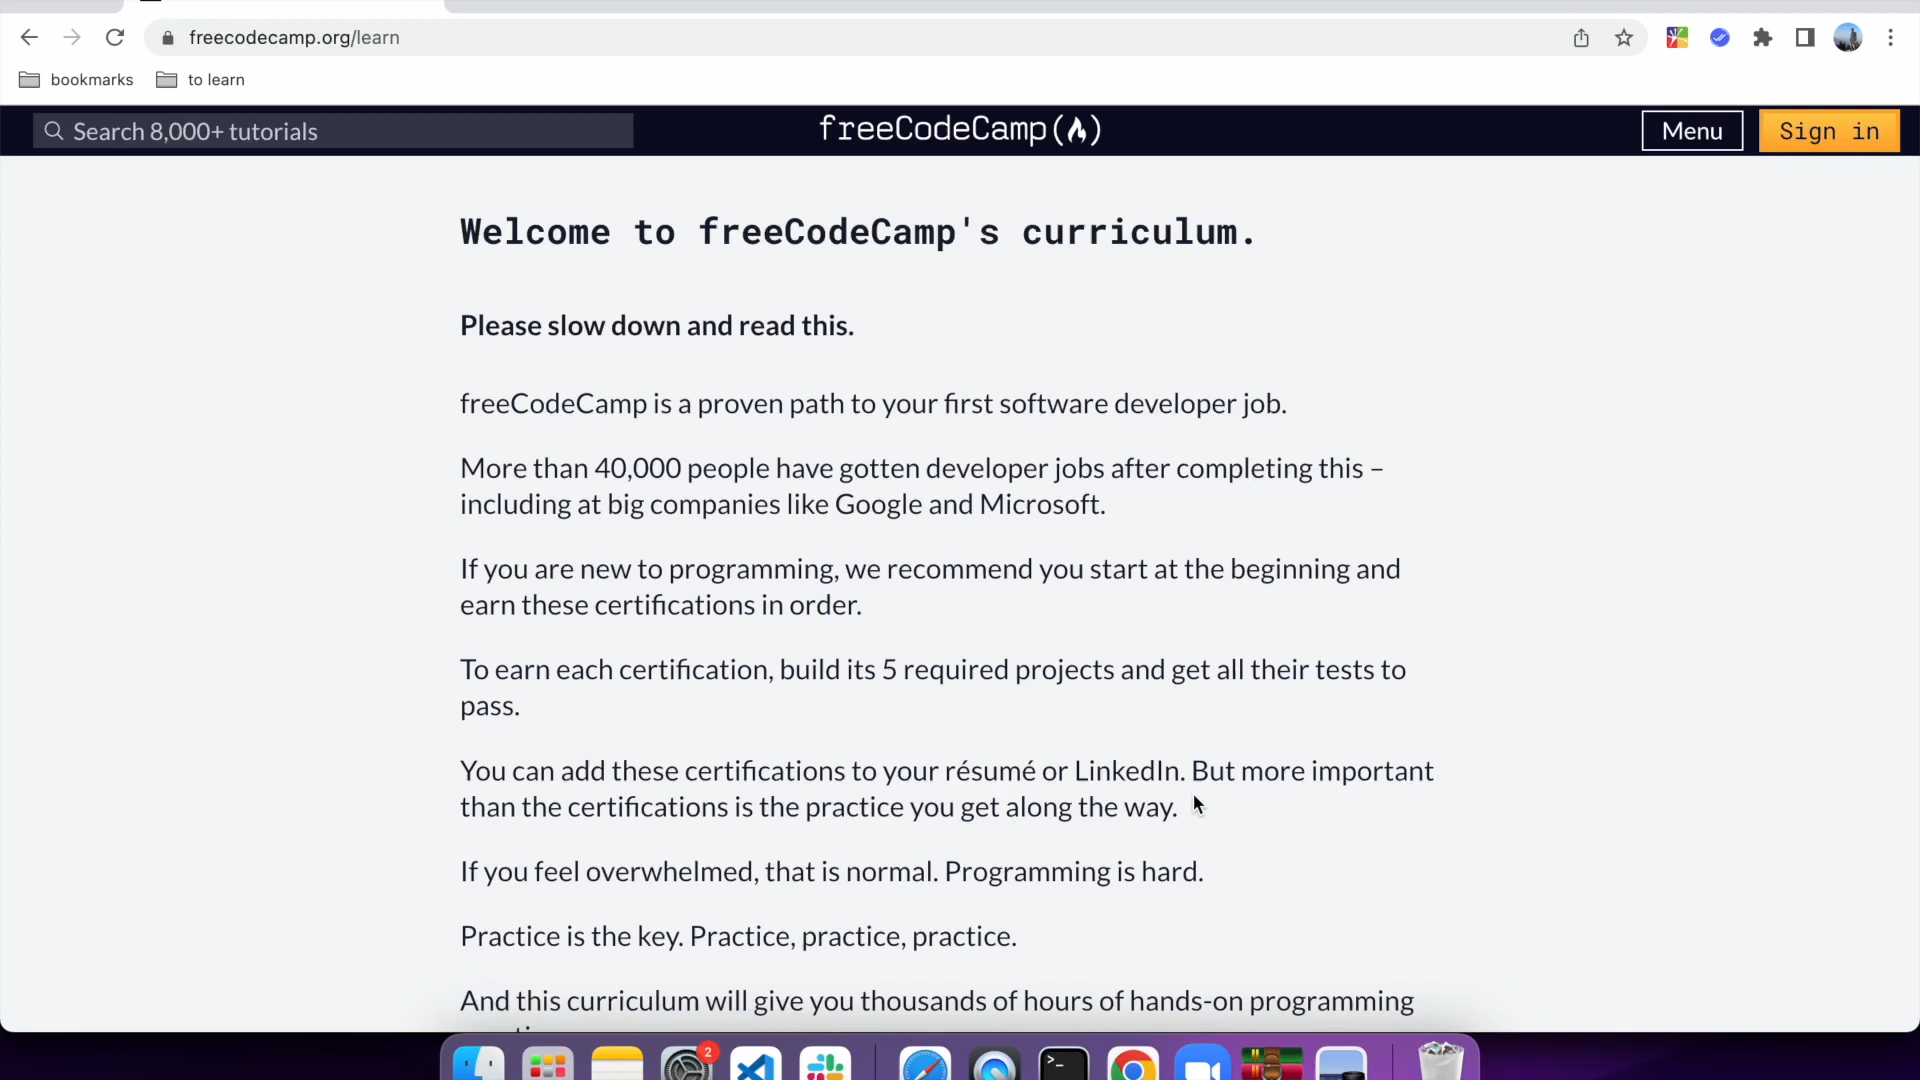 freecodecamp.org/learn
bookmarks to learn
Search 8,000+ tutorials freeCodeCamp Menu Sign in
Welcome to freeCodeCamp's curriculum.
Please slow down and read this.
freeCodeCamp is a proven path to your first software developer job.
More than 40,000 people have gotten developer jobs after completing this –
including at big companies like Google and Microsoft.
If you are new to programming, we recommend you start at the beginning and
earn these certifications in order.
To earn each certification, build its 5 required projects and get all their tests to
pass.
You can add these certifications to your résumé or LinkedIn. But more important
than the certifications is the practice you get along the way.
If you feel overwhelmed, that is normal. Programming is hard.
Practice is the key. Practice, practice, practice.
And this curriculum will give you thousands of hours of hands-on programming
2